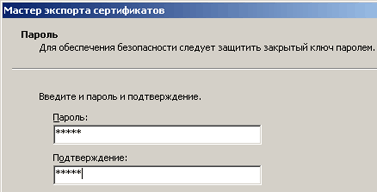 Мастер экспорта сертификатов
Пароль
Для обеспечения безопасности следует защитить закрытый ключ паролем.
Введите и пароль и подтверждение.
Пароль:
*****
Подтверждение:
*****